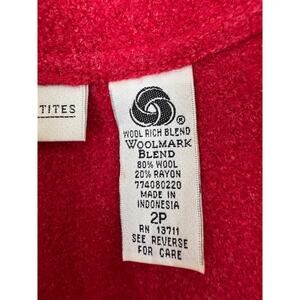 TITES
®
WOOL RICH BLEND
WOOLMARK
BLEND
80% WOOL
20% RAYON
774080220
MADE IN
INDONESIA
2P
RN 13711
SEE REVERSE
FOR CARE